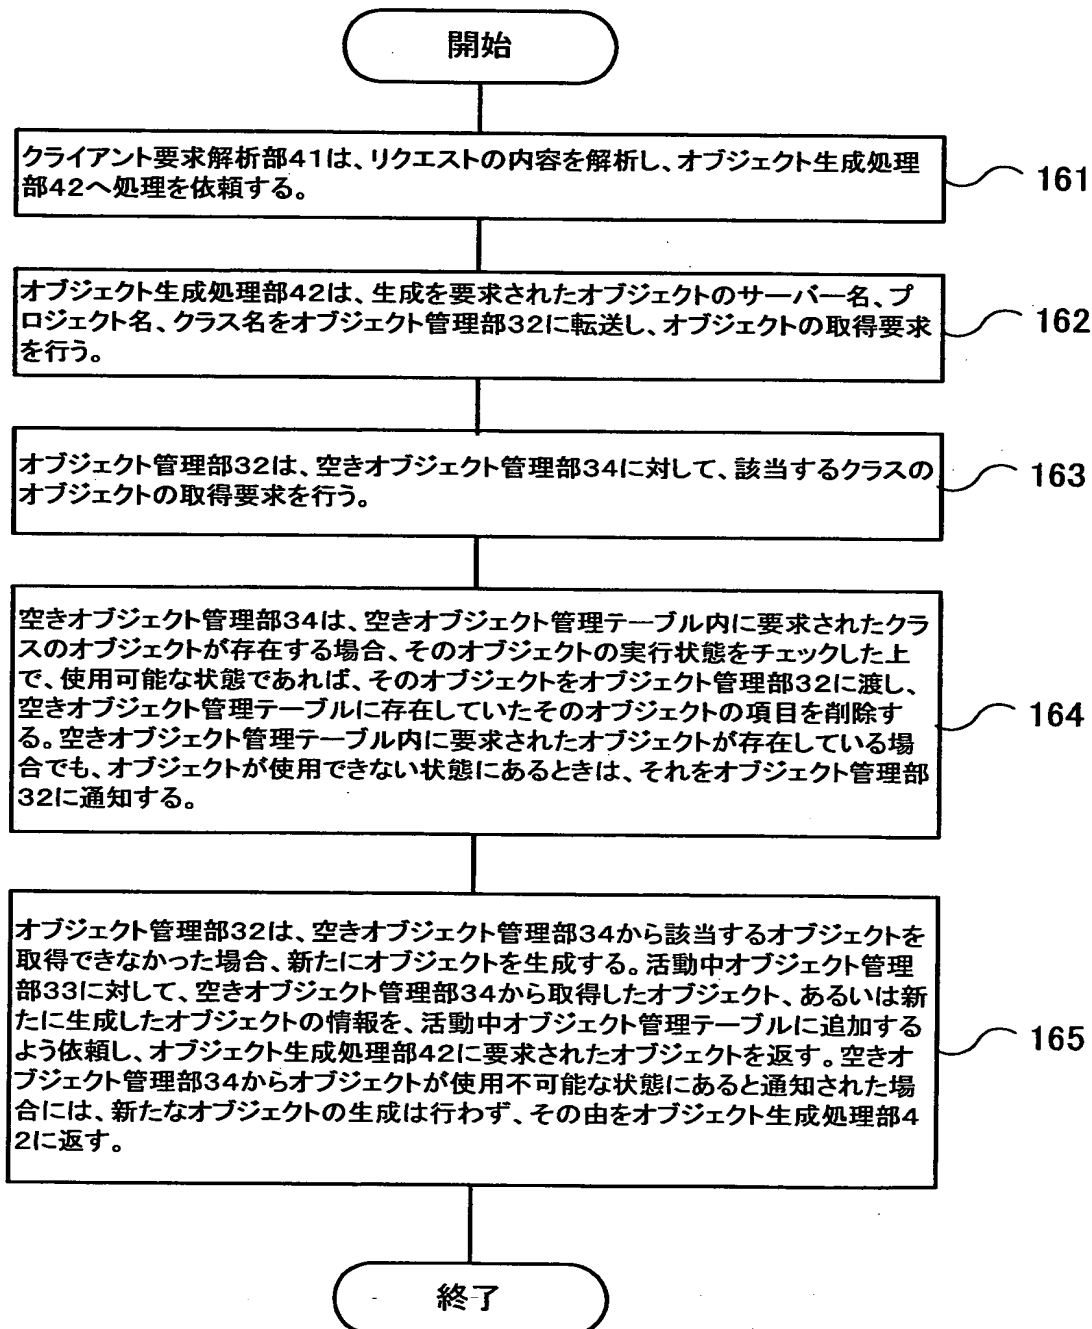 開始
クライアント要求解析部41は、リクエストの内容を解析し、オブジェクト生成処理
部42へ処理を依頼する。
161
オブジェクト生成処理部42は、生成を要求されたオブジェクトのサーバー名、プ
ロジェクト名、クラス名をオブジェクト管理部32に転送し、オブジェクトの取得要求
を行う。
162
オブジェクト管理部32は、空きオブジェクト管理部34に対して、該当するクラスの
オブジェクトの取得要求を行う。
163
空きオブジェクト管理部34は、空きオブジェクト管理テーブル内に要求されたクラ
スのオブジェクトが存在する場合、そのオブジェクトの実行状態をチェックした上
で、使用可能な状態であれば、そのオブジェクトをオブジェクト管理部32に渡し、
空きオブジェクト管理テーブルに存在していたそのオブジェクトの項目を削除す
る。空きオブジェクト管理テーブル内に要求されたオブジェクトが存在している場
合でも、オブジェクトが使用できない状態にあるときは、それをオブジェクト管理部
32に通知する。
164
オブジェクト管理部32は、空きオブジェクト管理部34から該当するオブジェクトを
取得できなかった場合、新たにオブジェクトを生成する。活動中オブジェクト管理
部33に対して、空きオブジェクト管理部34から取得したオブジェクト、あるいは新
たに生成したオブジェクトの情報を、活動中オブジェクト管理テーブルに追加する
よう依頼し、オブジェクト生成処理部42に要求されたオブジェクトを返す。空きオ
ブジェクト管理部34からオブジェクトが使用不可能な状態にあると通知された場
合には、新たなオブジェクトの生成は行わず、その由をオブジェクト生成処理部4
2に返す。
165
終了